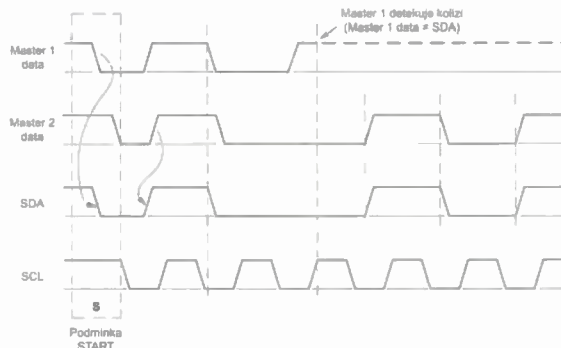 Master 1 detekuje kolizi
(Master 1 data ≠ SDA)
Master 1
data
Master 2
data
SDA
SCL
S
Podmínka
START